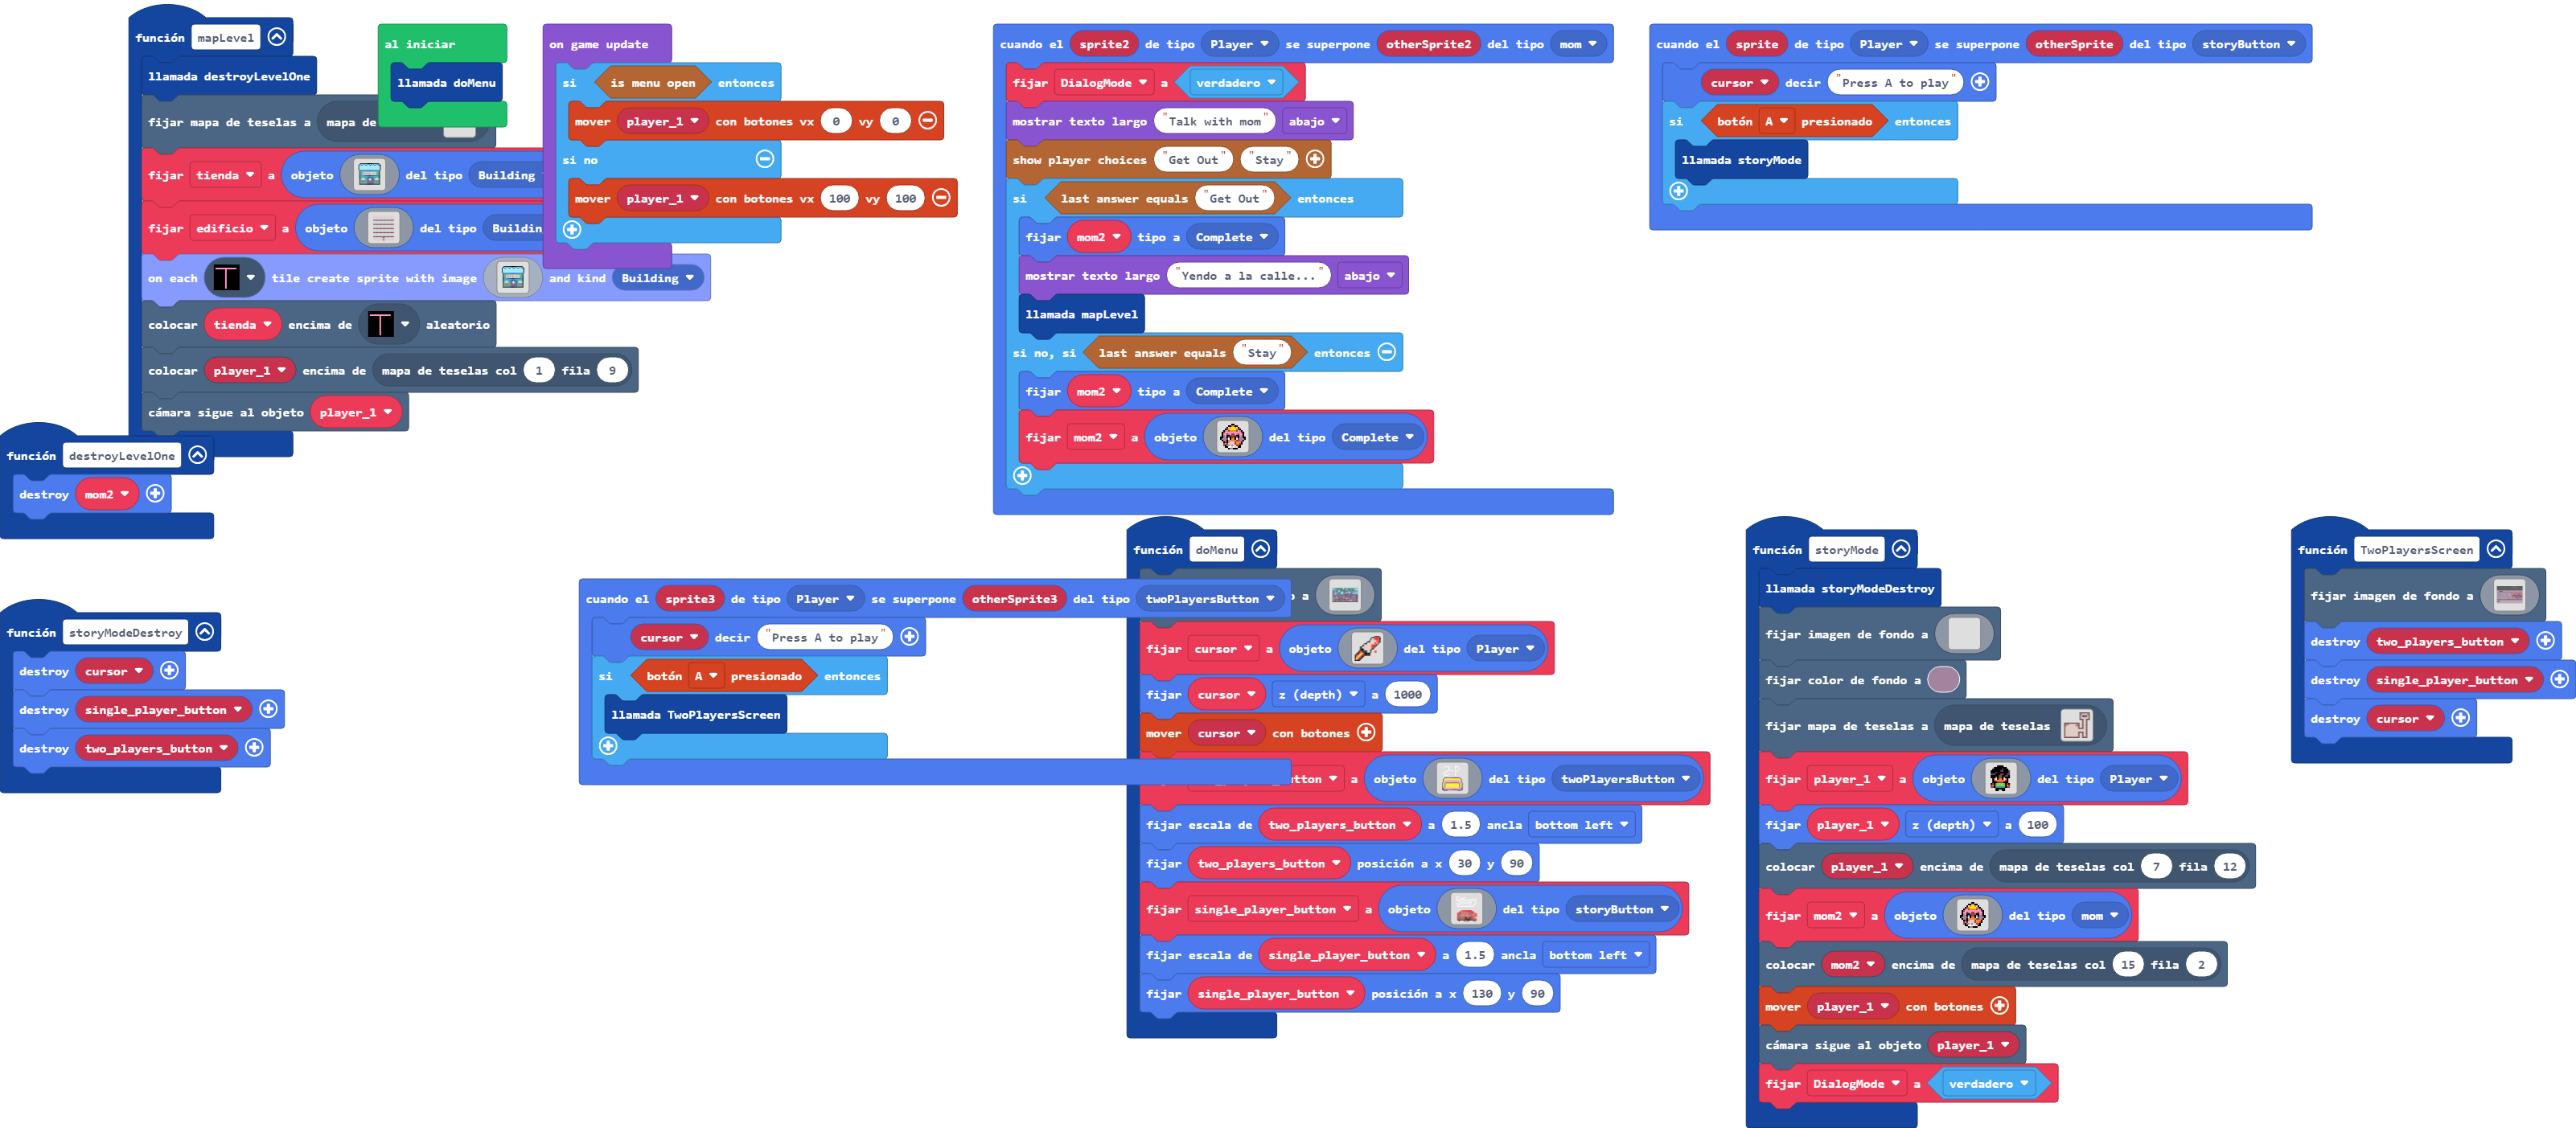 función mapLevel
llamada destroyLevelOne
fijar mapa de teselas a mapa de
fijar tienda a objeto del tipo Building
fijar edificio a objeto del tipo Buildin
on each tile create sprite with image and kind Building
colocar tienda encima de aleatorio
colocar player_1 encima de mapa de teselas col 1 fila 9
cámara sigue al objeto player_1
al iniciar
llamada doMenu
on game update
si is menu open entonces
mover player_1 con botones vx 0 vy 0
si no
mover player_1 con botones vx 100 vy 100
cuando el sprite2 de tipo Player se superpone otherSprite2 del tipo mom
fijar DialogMode a verdadero
mostrar texto largo "Talk with mom" abajo
show player choices "Get Out" "Stay"
si last answer equals "Get Out" entonces
fijar mom2 tipo a Complete
mostrar texto largo "Yendo a la calle..." abajo
llamada mapLevel
si no, si last answer equals "Stay" entonces
fijar mom2 tipo a Complete
fijar mom2 a objeto del tipo Complete
cuando el sprite de tipo Player se superpone otherSprite del tipo storyButton
cursor decir "Press A to play"
si botón A presionado entonces
llamada storyMode
función destroyLevelOne
destroy mom2
función storyModeDestroy
destroy cursor
destroy single_player_button
destroy two_players_button
cuando el sprite3 de tipo Player se superpone otherSprite3 del tipo twoPlayersButton
cursor decir "Press A to play"
si botón A presionado entonces
llamada TwoPlayersScreen
función doMenu
a
fijar cursor a objeto del tipo Player
fijar cursor z (depth) a 1000
mover cursor con botones
tton a objeto del tipo twoPlayersButton
fijar escala de two_players_button a 1.5 ancla bottom left
fijar two_players_button posición a x 30 y 90
fijar single_player_button a objeto del tipo storyButton
fijar escala de single_player_button a 1.5 ancla bottom left
fijar single_player_button posición a x 130 y 90
función storyMode
llamada storyModeDestroy
fijar imagen de fondo a
fijar color de fondo a
fijar mapa de teselas a mapa de teselas
fijar player_1 a objeto del tipo Player
fijar player_1 z (depth) a 100
colocar player_1 encima de mapa de teselas col 7 fila 12
fijar mom2 a objeto del tipo mom
colocar mom2 encima de mapa de teselas col 15 fila 2
mover player_1 con botones
cámara sigue al objeto player_1
fijar DialogMode a verdadero
función TwoPlayersScreen
fijar imagen de fondo a
destroy two_players_button
destroy single_player_button
destroy cursor